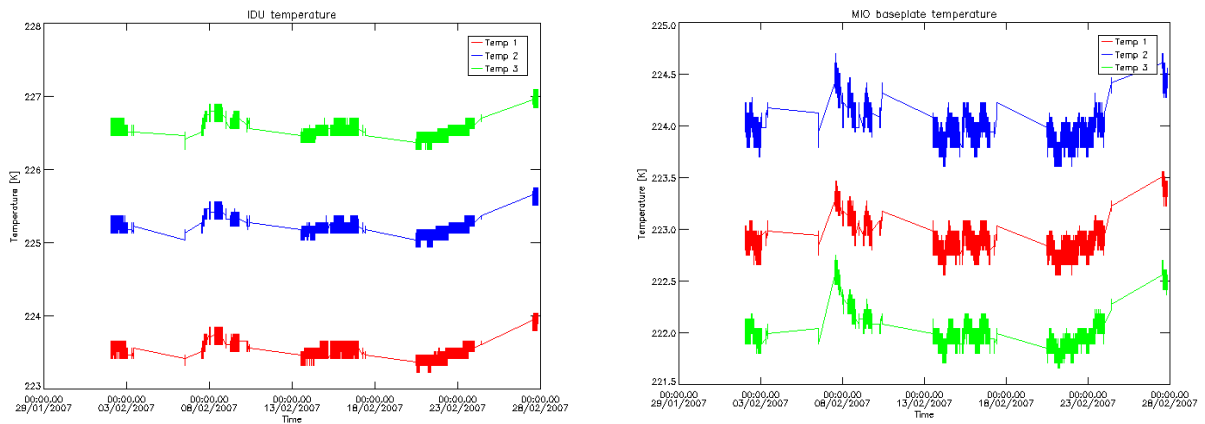 IDU temperature
228
227
226
225
224
223
Temperature [K]
Temp 1
Temp 2
Temp 3
00:00.00 00:00.00 00:00.00 00:00.00 00:00.00 00:00.00 00:00.00
29/01/2007 03/02/2007 08/02/2007 13/02/2007 18/02/2007 23/02/2007 28/02/2007
Time
MIO baseplate temperature
225.0
224.5
224.0
223.5
223.0
222.5
222.0
221.5
Temperature [K]
Temp 1
Temp 2
Temp 3
00:00.00 00:00.00 00:00.00 00:00.00 00:00.00 00:00.00 00:00.00
29/01/2007 03/02/2007 08/02/2007 13/02/2007 18/02/2007 23/02/2007 28/02/2007
Time